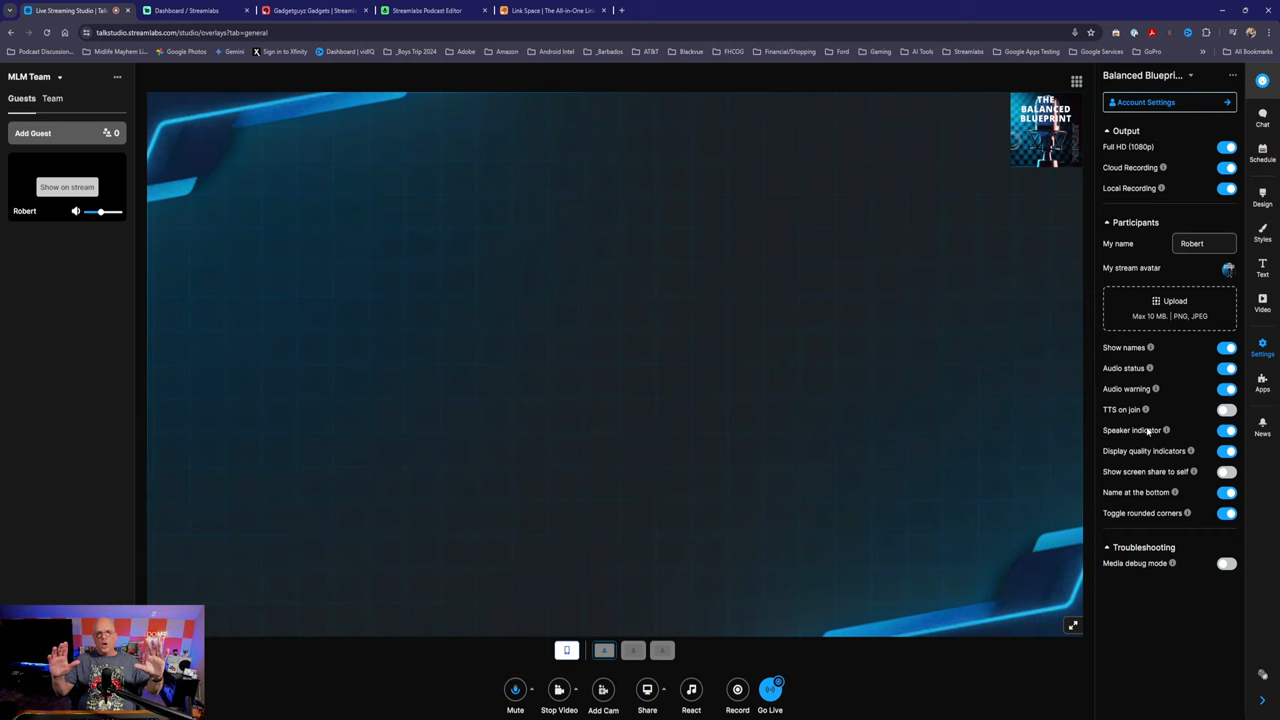 Live Streaming Studio | Talk
Dashboard / Streamlabs
Gadgetguyz Gadgets | Streaml
Streamlabs Podcast Editor
Link Space | The All-in-One Link
talkstudio.streamlabs.com/studio/overlays?tab=general
Podcast Discussion...
Midlife Mayhem Li...
Google Photos
Gemini
Sign in to Xfinity
Dashboard | vidIQ
_Boys Trip 2024
Adobe
Amazon
Android Intel
_Barbados
AT&T
Blackvue
FHCDG
Financial/Shopping
Ford
Gaming
AI Tools
Streamlabs
Google Apps Testing
Google Services
GoPro
All Bookmarks
MLM Team
Guests
Team
Add Guest
0
Show on stream
Robert
THE
BALANCED
BLUEPRINT
Mute
Stop Video
Add Cam
Share
React
Record
Go Live
Balanced Bluepri...
Account Settings
Output
Full HD (1080p)
Cloud Recording
Local Recording
Participants
My name
Robert
My stream avatar
Upload
Max 10 MB. | PNG, JPEG
Show names
Audio status
Audio warning
TTS on join
Speaker indicator
Display quality indicators
Show screen share to self
Name at the bottom
Toggle rounded corners
Troubleshooting
Media debug mode
Chat
Schedule
Design
Styles
Text
Video
Settings
Apps
News